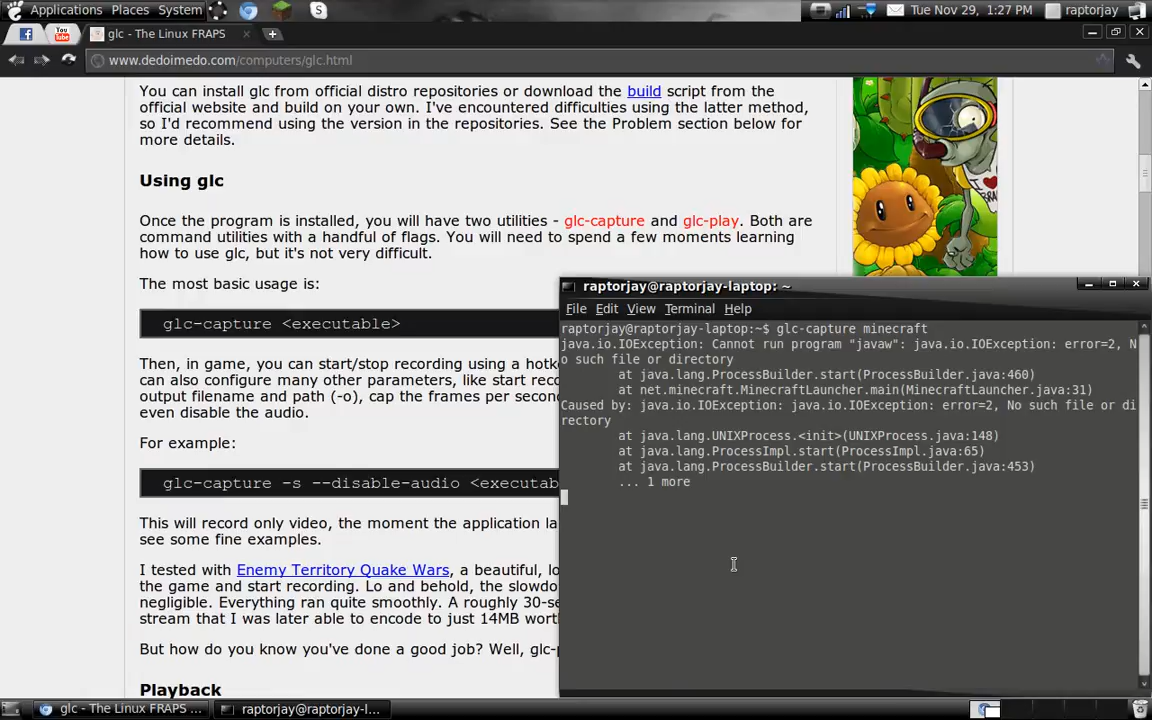 Applications Places System
Tue Nov 29, 1:27 PM raptorjay
glc - The Linux FRAPS
www.dedoimedo.com/computers/glc.html
You can install glc from official distro repositories or download the build script from the
official website and build on your own. I've encountered difficulties using the latter method,
so I'd recommend using the version in the repositories. See the Problem section below for
more details.
Using glc
Once the program is installed, you will have two utilities - glc-capture and glc-play. Both are
command utilities with a handful of flags. You will need to spend a few moments learning
how to use glc, but it's not very difficult.
The most basic usage is:
glc-capture <executable>
Then, in game, you can start/stop recording using a hotk
can also configure many other parameters, like start reco
output filename and path (-o), cap the frames per second
even disable the audio.
For example:
glc-capture -s --disable-audio <executab
This will record only video, the moment the application la
see some fine examples.
I tested with Enemy Territory Quake Wars, a beautiful, lo
the game and start recording. Lo and behold, the slowdo
negligible. Everything ran quite smoothly. A roughly 30-se
stream that I was later able to encode to just 14MB wort
But how do you know you've done a good job? Well, glc-p
Playback
raptorjay@raptorjay-laptop: ~
File Edit View Terminal Help
raptorjay@raptorjay-laptop:~$ glc-capture minecraft
java.io.IOException: Cannot run program "javaw": java.io.IOException: error=2, N
o such file or directory
at java.lang.ProcessBuilder.start(ProcessBuilder.java:460)
at net.minecraft.MinecraftLauncher.main(MinecraftLauncher.java:31)
Caused by: java.io.IOException: java.io.IOException: error=2, No such file or di
rectory
at java.lang.UNIXProcess.<init>(UNIXProcess.java:148)
at java.lang.ProcessImpl.start(ProcessImpl.java:65)
at java.lang.ProcessBuilder.start(ProcessBuilder.java:453)
... 1 more
glc - The Linux FRAPS ...
raptorjay@raptorjay-l...